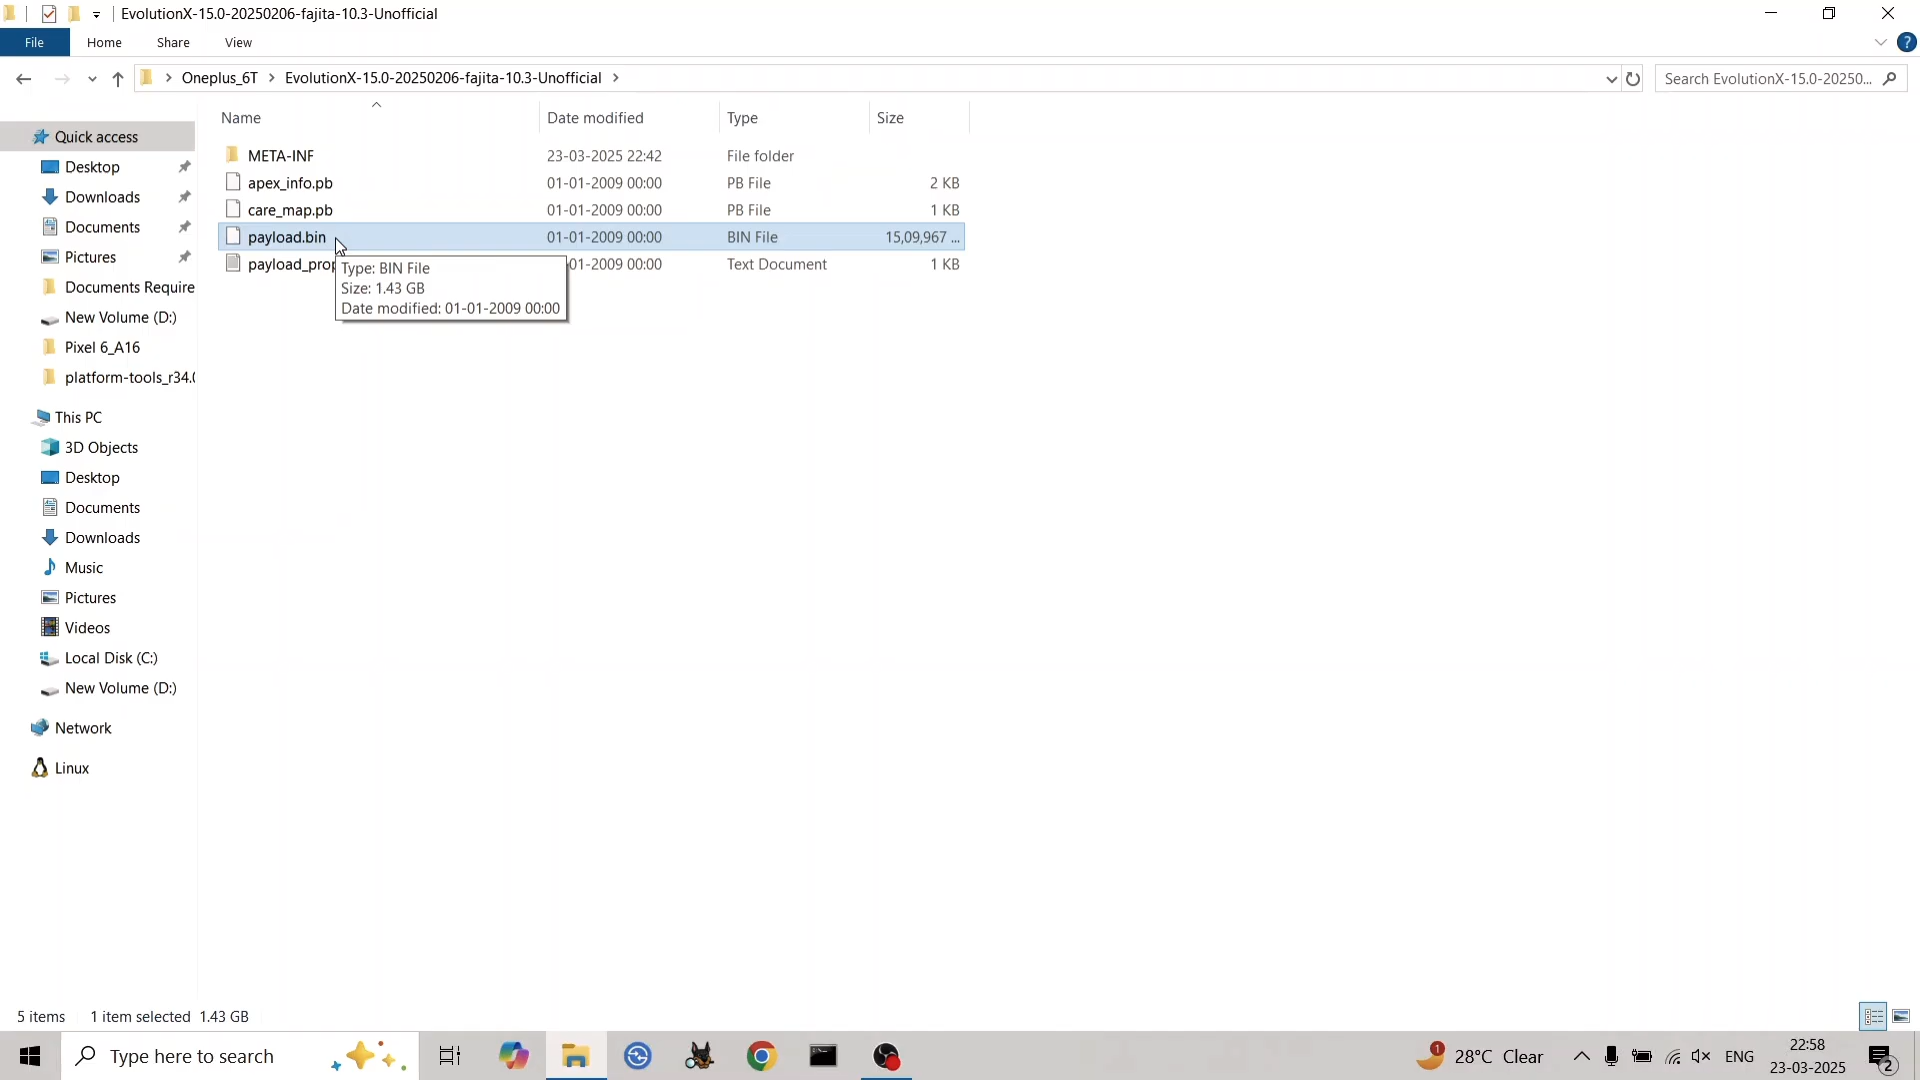 EvolutionX-15.0-20250206-fajita-10.3-Unofficial
File Home Share View
Oneplus_6T EvolutionX-15.0-20250206-fajita-10.3-Unofficial
Search EvolutionX-15.0-20250...
Name Date modified Type Size
META-INF 23-03-2025 22:42 File folder
apex_info.pb 01-01-2009 00:00 PB File 2 KB
care_map.pb 01-01-2009 00:00 PB File 1 KB
payload.bin 01-01-2009 00:00 BIN File 15,09,967 ...
payload_prop 01-2009 00:00 Text Document 1 KB
Type: BIN File
Size: 1.43 GB
Date modified: 01-01-2009 00:00
Quick access
Desktop
Downloads
Documents
Pictures
Documents Require
New Volume (D:)
Pixel 6_A16
platform-tools_r34.0
This PC
3D Objects
Desktop
Documents
Downloads
Music
Pictures
Videos
Local Disk (C:)
New Volume (D:)
Network
Linux
5 items 1 item selected 1.43 GB
Type here to search
1
28°C Clear
ENG
22:58
23-03-2025
2